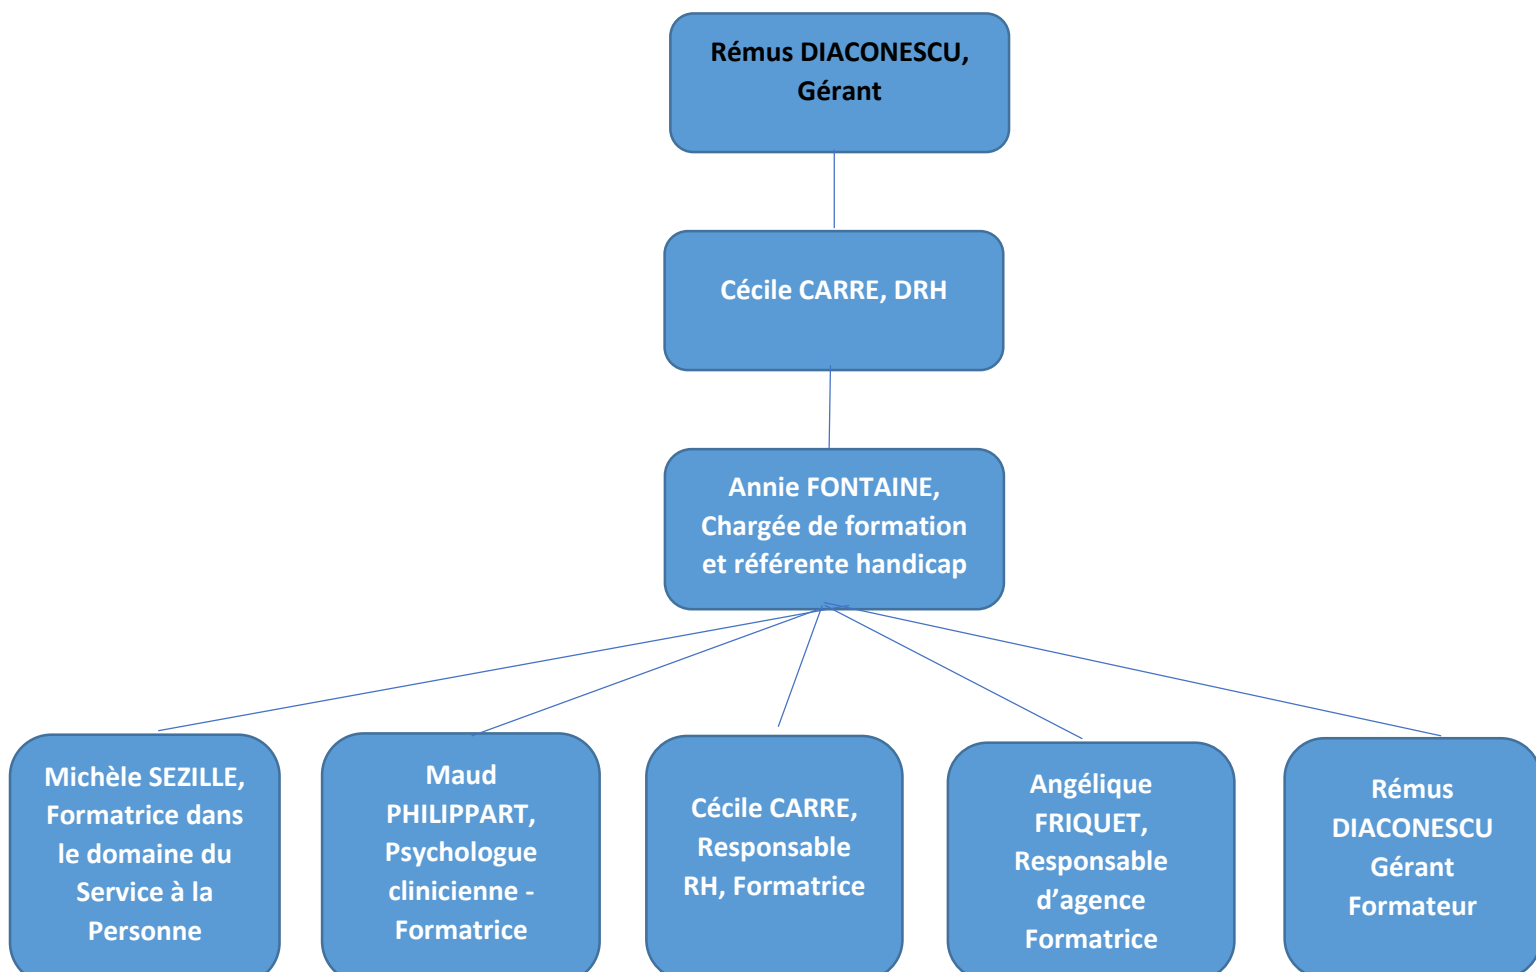 Rémus DIACONESCU,
Gérant
Cécile CARRE, DRH
Annie FONTAINE,
Chargée de formation
et référente handicap
Michèle SEZILLE,
Formatrice dans
le domaine du
Service à la
Personne
Maud
PHILIPPART,
Psychologue
clinicienne -
Formatrice
Cécile CARRE,
Responsable
RH, Formatrice
Angélique
FRIQUET,
Responsable
d’agence
Formatrice
Rémus
DIACONESCU
Gérant
Formateur